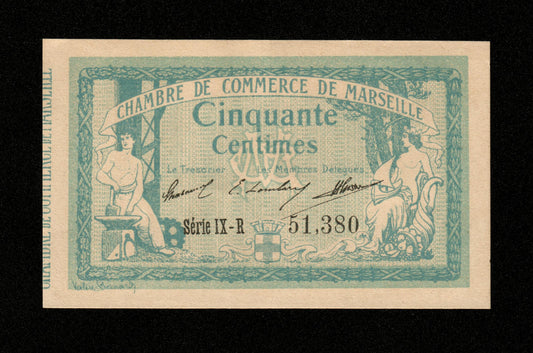 CHAMBRE DE COMMERCE DE MARSEILLE
Cinquante
Centimes
Le Trésorier Les Membres Délégués
Série IX-R 51,380